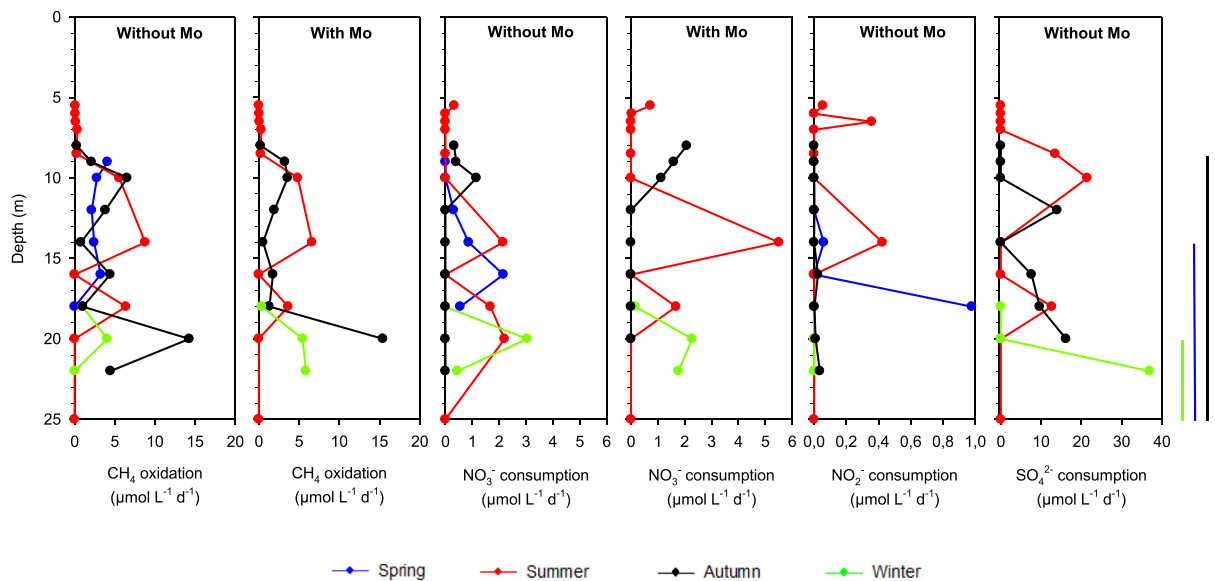 Without Mo
With Mo
Without Mo
With Mo
Without Mo
Without Mo
Depth (m)
0
5
10
15
20
25
0 5 10 15 20
0 5 10 15 20
0 1 2 3 4 5 6
0 1 2 3 4 5 6
0,0 0,2 0,4 0,6 0,8 1,0
0 10 20 30 40
CH₄ oxidation
(µmol L⁻¹ d⁻¹)
CH₄ oxidation
(µmol L⁻¹ d⁻¹)
NO₃⁻ consumption
(µmol L⁻¹ d⁻¹)
NO₃⁻ consumption
(µmol L⁻¹ d⁻¹)
NO₂⁻ consumption
(µmol L⁻¹ d⁻¹)
SO₄²⁻ consumption
(µmol L⁻¹ d⁻¹)
Spring Summer Autumn Winter